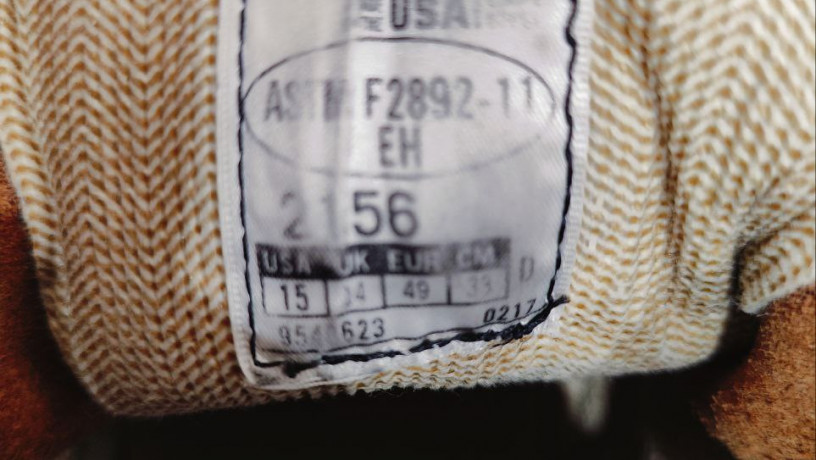 USA
ASTM F2892-11
EH
2156
USA UK EUR CM
15 14 49 33 D
0217